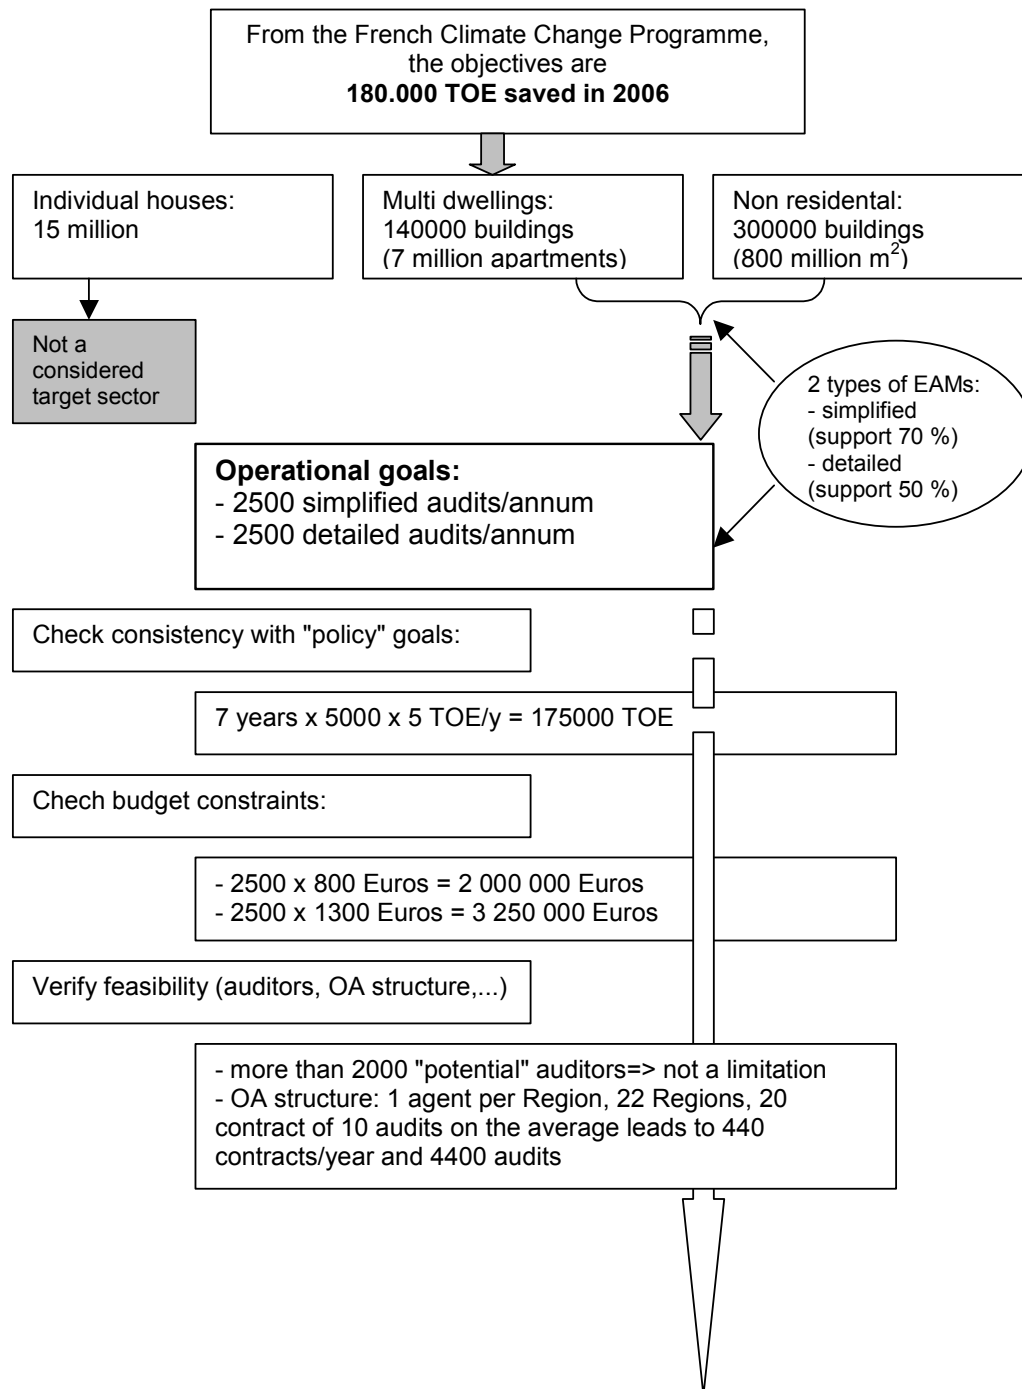 From the French Climate Change Programme,
the objectives are
180.000 TOE saved in 2006
Individual houses:
15 million
Multi dwellings:
140000 buildings
(7 million apartments)
Non residental:
300000 buildings
(800 million m²)
Not a
considered
target sector
2 types of EAMs:
- simplified
(support 70 %)
- detailed
(support 50 %)
Operational goals:
- 2500 simplified audits/annum
- 2500 detailed audits/annum
Check consistency with "policy" goals:
7 years x 5000 x 5 TOE/y = 175000 TOE
Chech budget constraints:
- 2500 x 800 Euros = 2 000 000 Euros
- 2500 x 1300 Euros = 3 250 000 Euros
Verify feasibility (auditors, OA structure,...)
- more than 2000 "potential" auditors=> not a limitation
- OA structure: 1 agent per Region, 22 Regions, 20
contract of 10 audits on the average leads to 440
contracts/year and 4400 audits